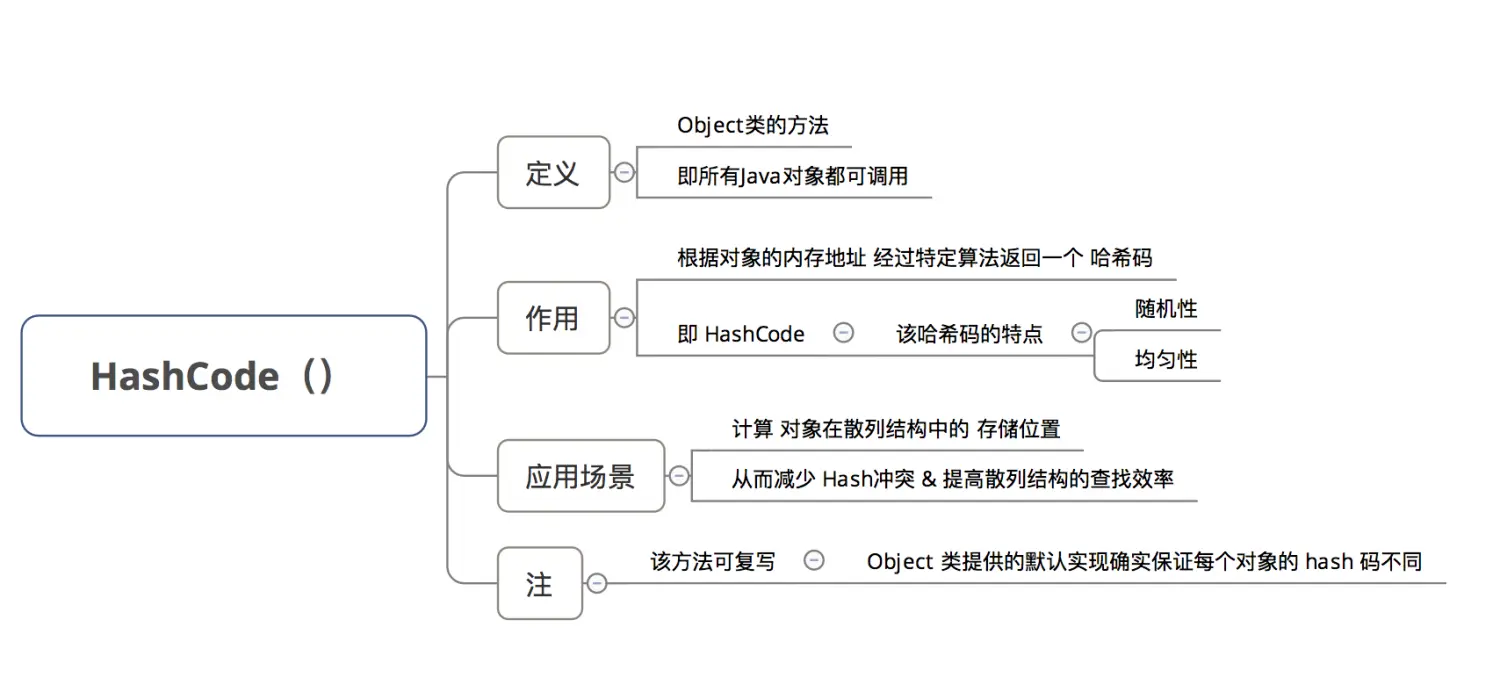 HashCode（）
定义
Object类的方法
即所有Java对象都可调用
作用
根据对象的内存地址 经过特定算法返回一个 哈希码
即 HashCode
该哈希码的特点
随机性
均匀性
应用场景
计算 对象在散列结构中的 存储位置
从而减少 Hash冲突 & 提高散列结构的查找效率
注
该方法可复写
Object 类提供的默认实现确实保证每个对象的 hash 码不同